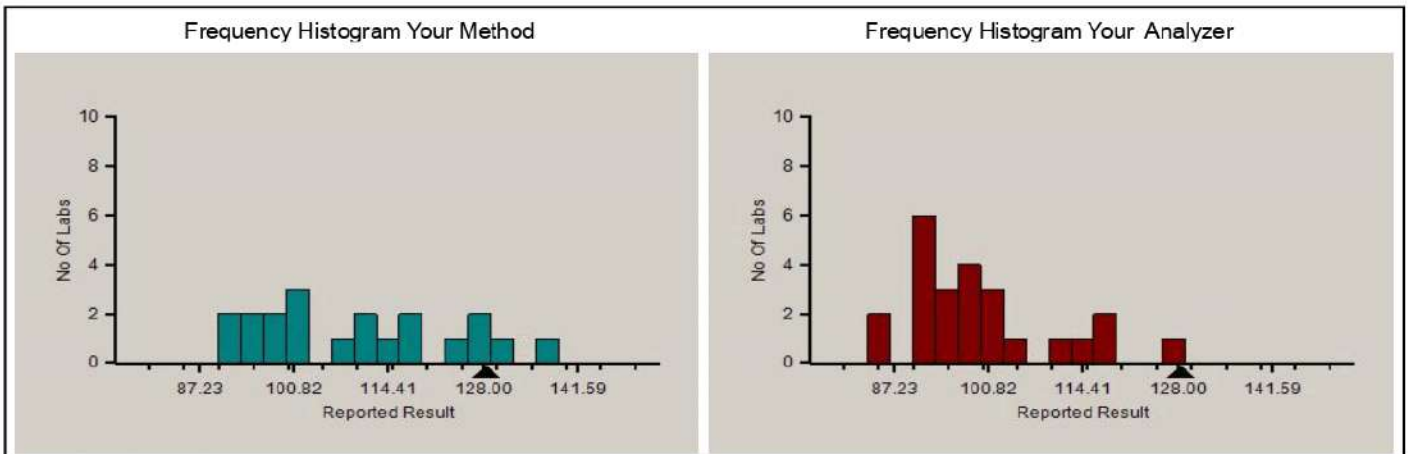 Frequency Histogram Your Method
10
8
6
4
2
0
No Of Labs
87.23 100.82 114.41 128.00 141.59
Reported Result
Frequency Histogram Your Analyzer
10
8
6
4
2
0
No Of Labs
87.23 100.82 114.41 128.00 141.59
Reported Result